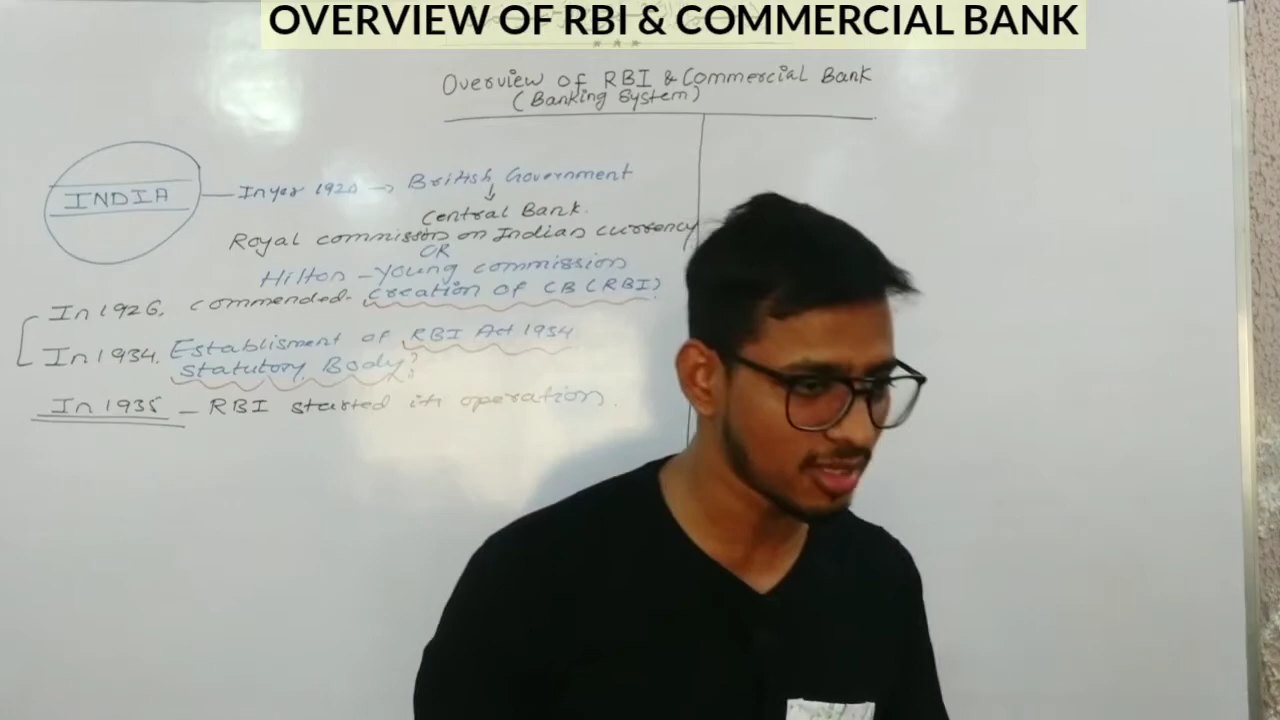 OVERVIEW OF RBI & COMMERCIAL BANK
Overview of RBI & Commercial Bank
(Banking System)
INDIA
In year 1920 → British Government
Central Bank.
Royal commission on Indian currency
OR
Hilton - young commission
In 1926, commended. creation of CB (RBI)
In 1934. Establisment of RBI Act 1934
statutory Body?
In 1935 - RBI started its operation.